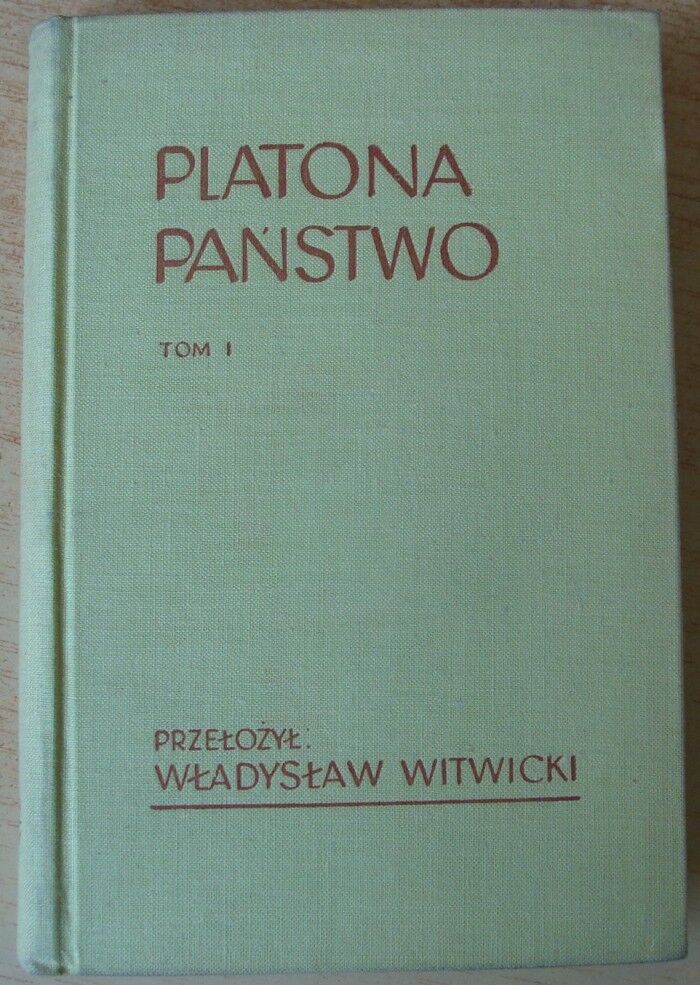 PLATONA
PAŃSTWO
TOM I
PRZEŁOŻYŁ:
WŁADYSŁAW WITWICKI